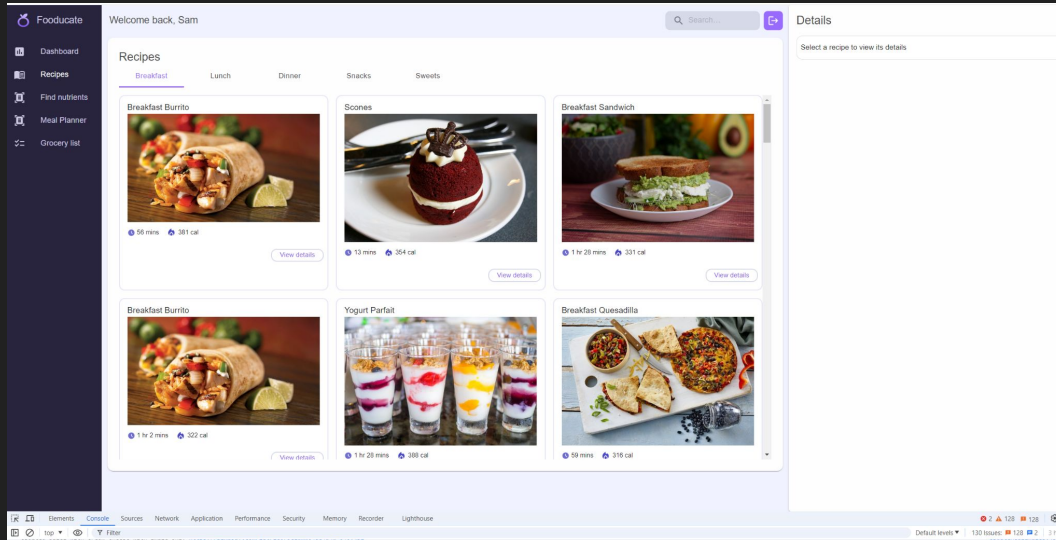 Fooducate
Dashboard
Recipes
Find nutrients
Meal Planner
Grocery list
Welcome back, Sam
Search...
Recipes
Breakfast Lunch Dinner Snacks Sweets
Breakfast Burrito
56 mins 381 cal
View details
Scones
13 mins 354 cal
View details
Breakfast Sandwich
1 hr 28 mins 331 cal
View details
Breakfast Burrito
1 hr 2 mins 322 cal
View details
Yogurt Parfait
1 hr 28 mins 388 cal
Breakfast Quesadilla
59 mins 316 cal
Details
Select a recipe to view its details
Elements Console Sources Network Application Performance Security Memory Recorder Lighthouse
2 128 128
top Filter
Default levels 130 Issues: 128 2